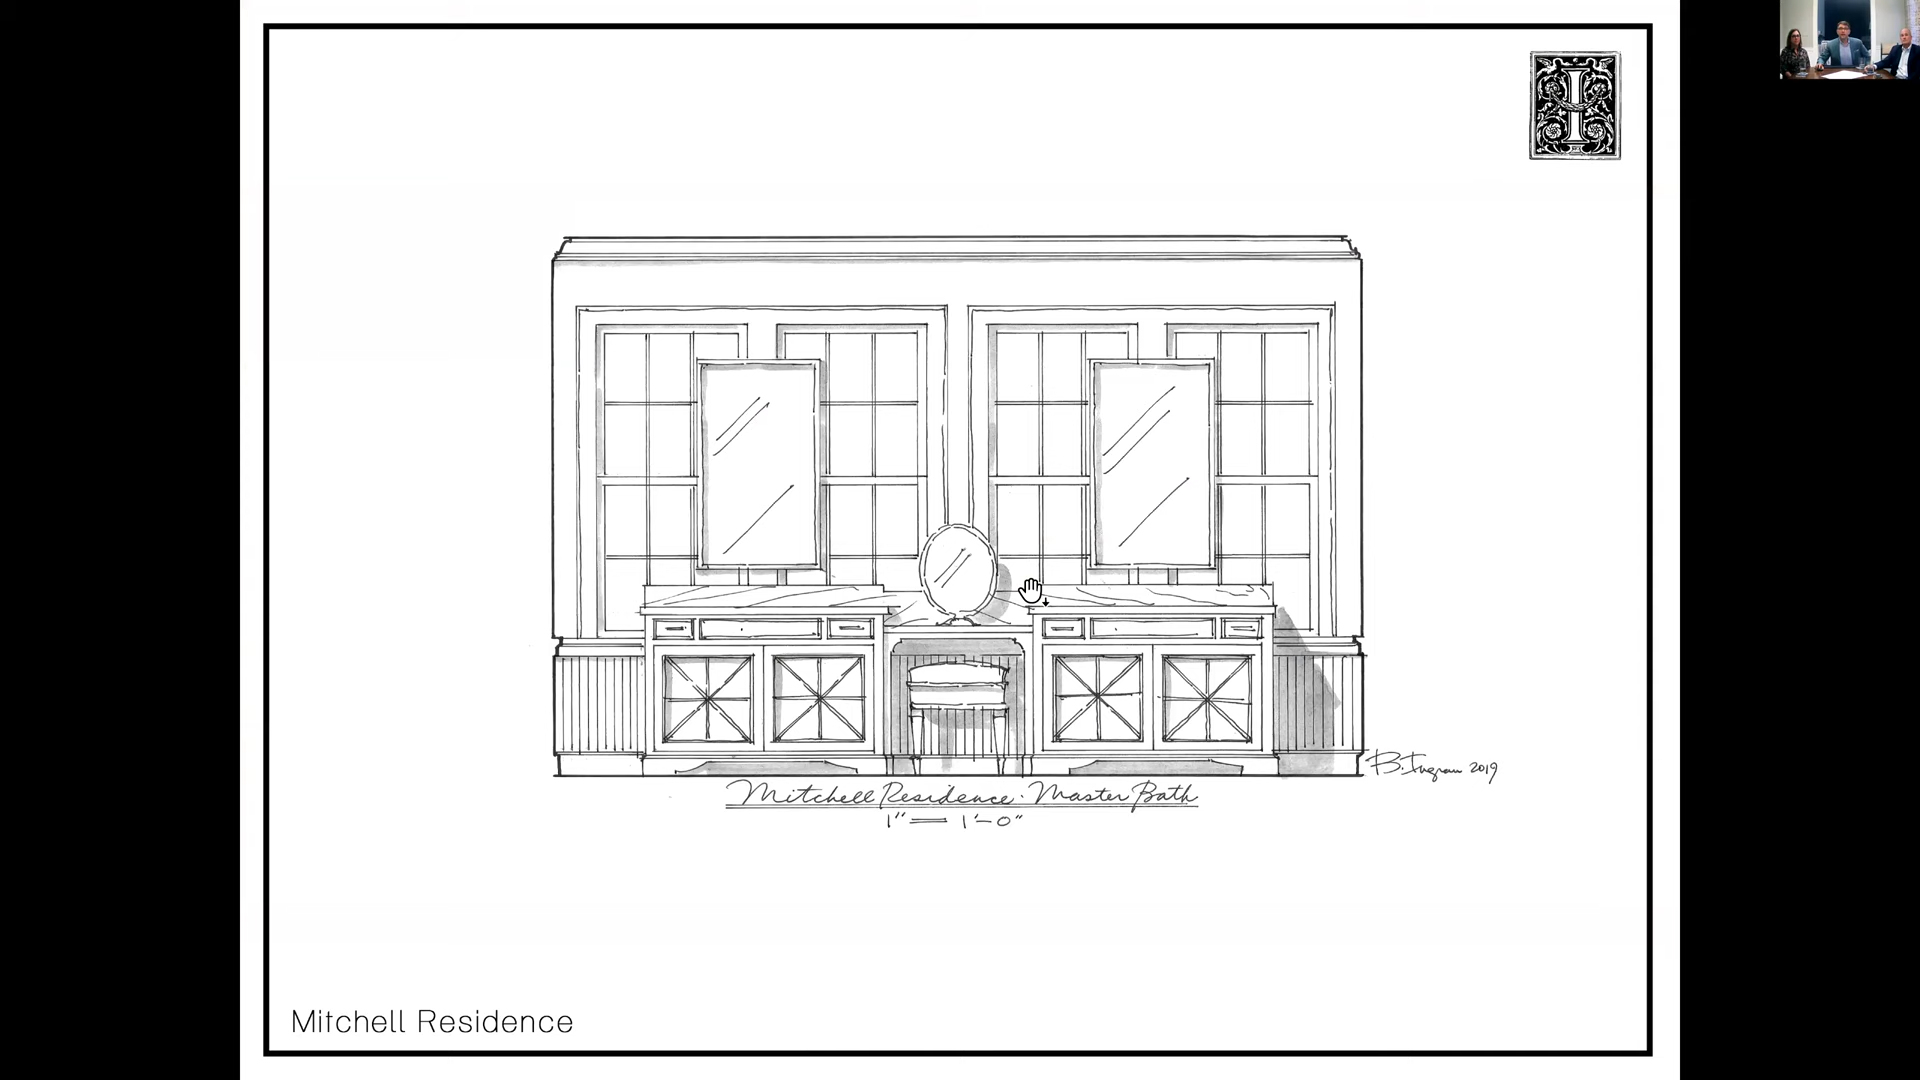 I
B. Ingram 2019
Mitchell Residence · Master Bath
1" = 1'-0"
Mitchell Residence